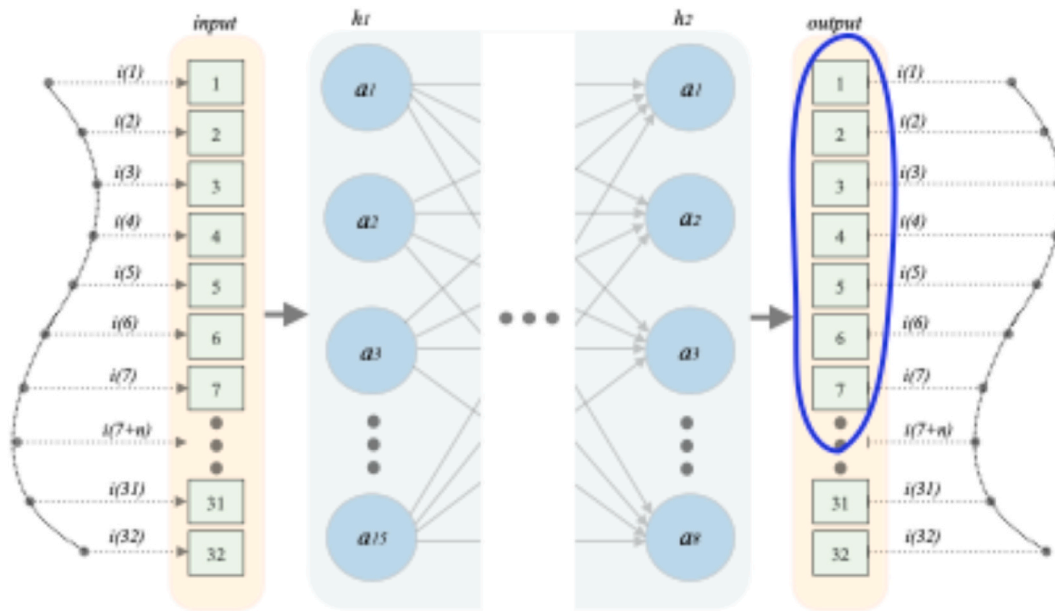 input h1 h2 output
i(1) 1 a1 a1 1 i(1)
i(2) 2 2 i(2)
i(3) 3 a2 a2 3 i(3)
i(4) 4 4 i(4)
i(5) 5 5 i(5)
i(6) 6 a3 a3 6 i(6)
i(7) 7 7 i(7)
i(7+n) i(7+n)
i(31) 31 31 i(31)
i(32) 32 a15 a8 32 i(32)